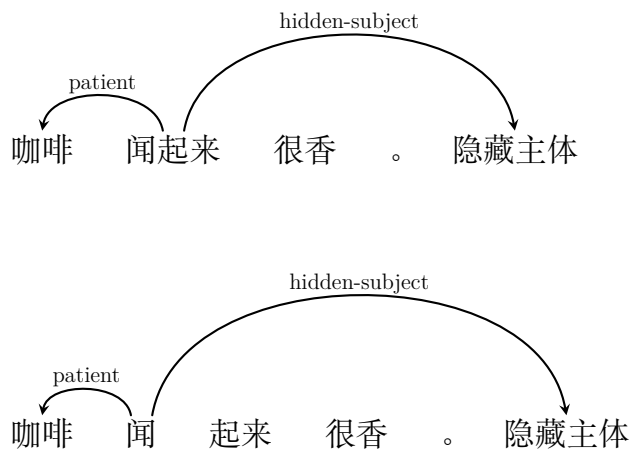 hidden-subject
patient
咖啡 闻起来 很香 。 隐藏主体
hidden-subject
patient
咖啡 闻 起来 很香 。 隐藏主体